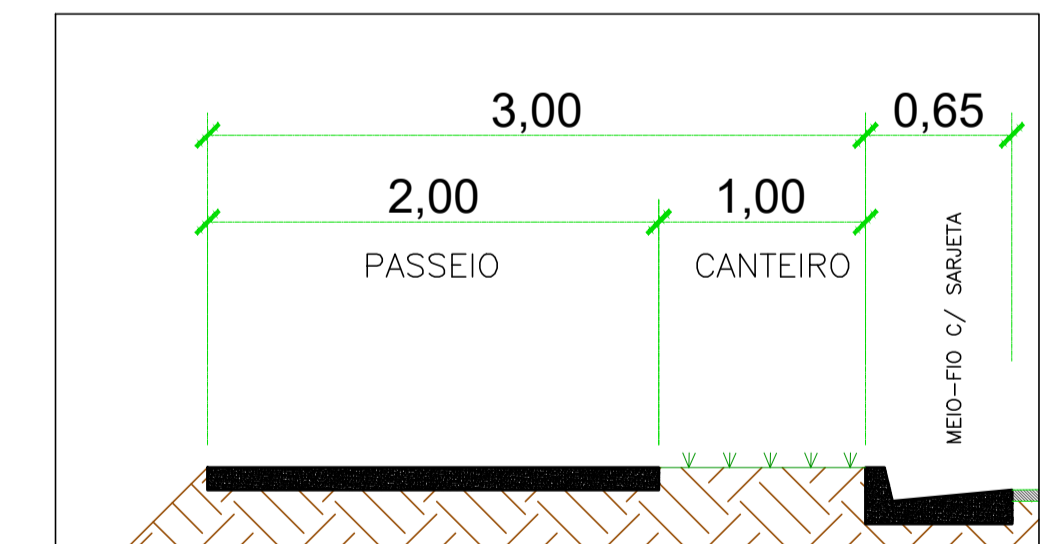 3,00
0,65
2,00
1,00
PASSEIO
CANTEIRO
MEIO-FIO C/ SARJETA